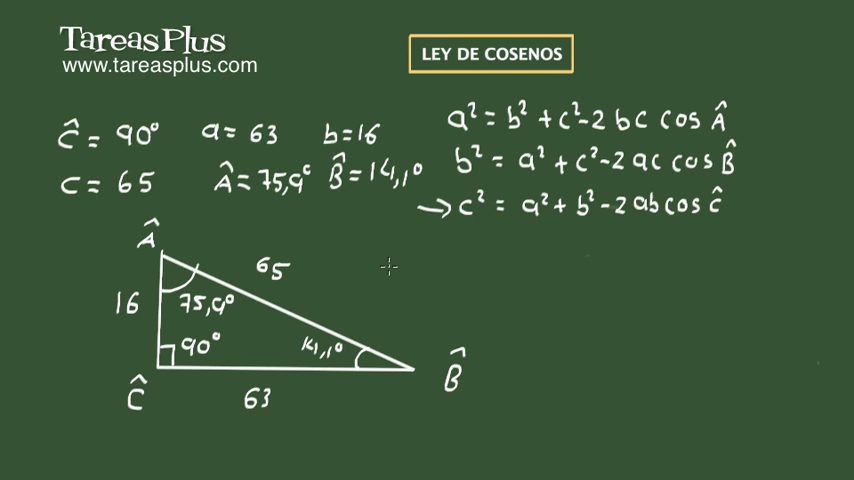 TareasPlus
www.tareasplus.com
LEY DE COSENOS
Ĉ = 90° a = 63 b = 16
c = 65 Â = 75,9° B̂ = 14,1°
a² = b² + c² - 2 bc cos Â
b² = a² + c² - 2 ac cos B̂
→ c² = a² + b² - 2 ab cos ĉ
Â
65
16
75,9°
90°
14,1°
Ĉ
63
B̂